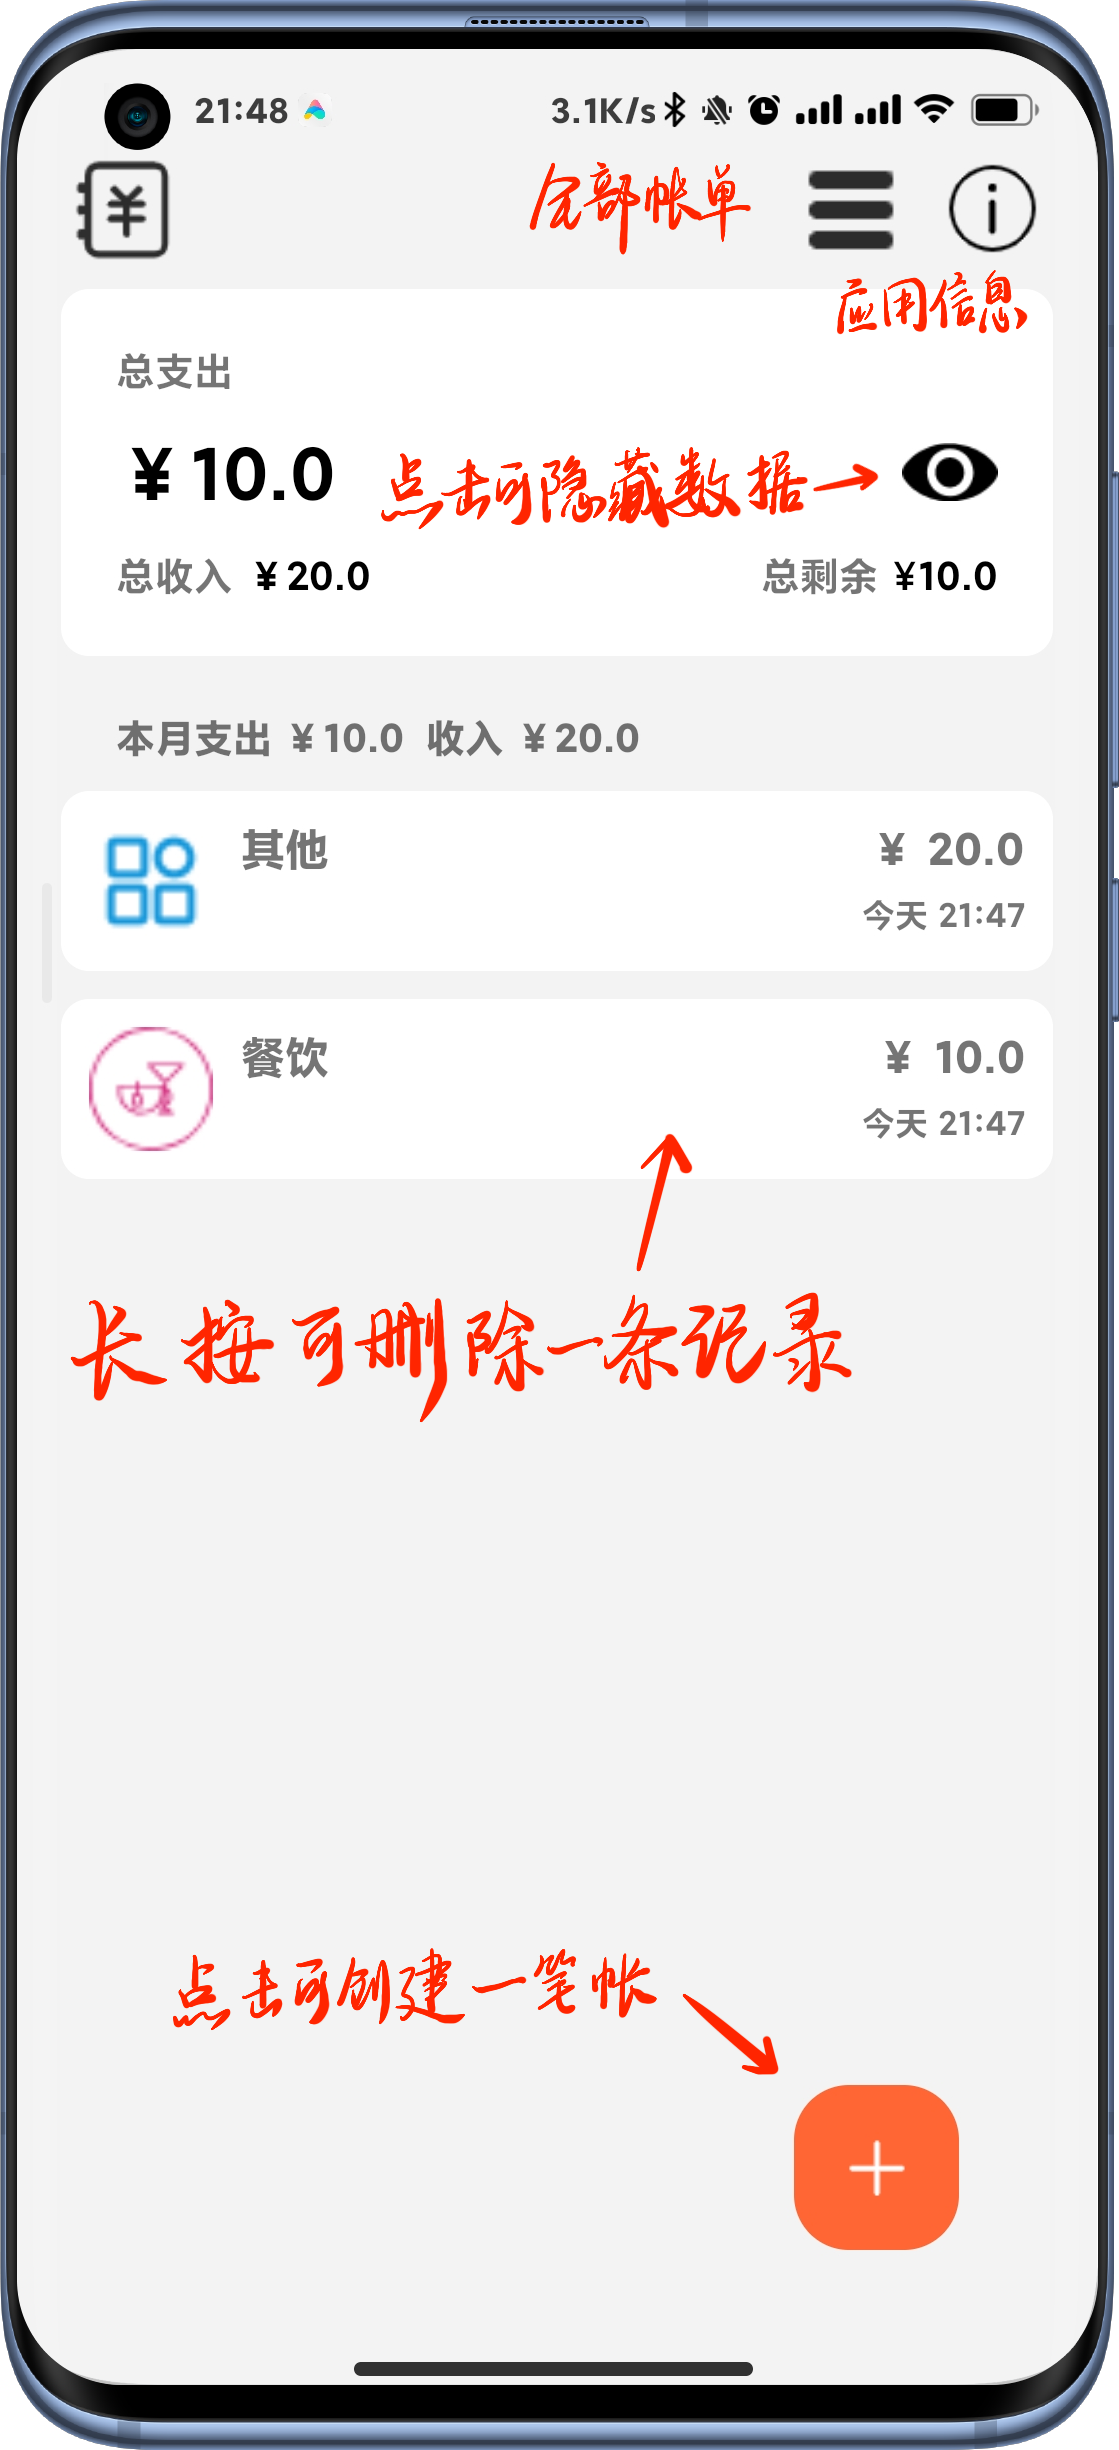 21:48 3.1K/s
全部帐单
应用信息
总支出
¥ 10.0 点击可隐藏数据
总收入 ¥ 20.0 总剩余 ¥10.0
本月支出 ¥ 10.0 收入 ¥ 20.0
其他 ¥ 20.0
今天 21:47
餐饮 ¥ 10.0
今天 21:47
长按可删除一条记录
点击可创建一笔帐